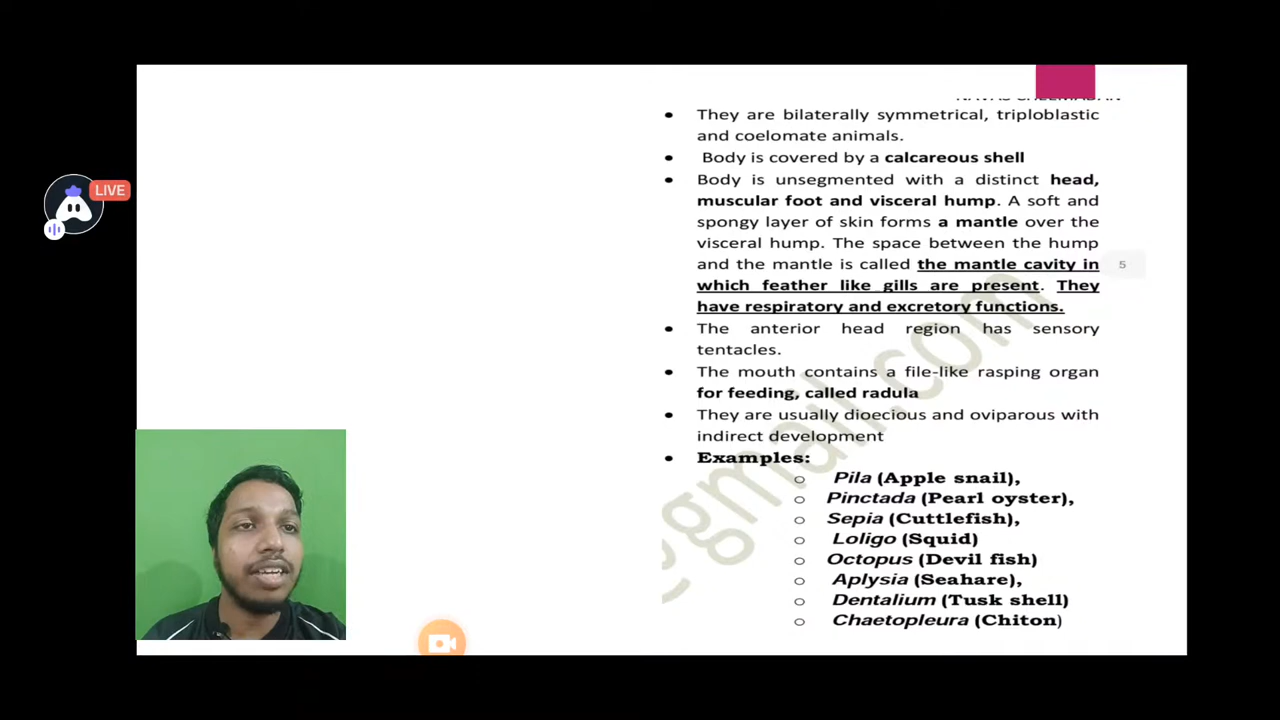 LIVE
They are bilaterally symmetrical, triploblastic
and coelomate animals.
Body is covered by a calcareous shell
Body is unsegmented with a distinct head,
muscular foot and visceral hump. A soft and
spongy layer of skin forms a mantle over the
visceral hump. The space between the hump
and the mantle is called the mantle cavity in
which feather like gills are present. They
have respiratory and excretory functions.
5
The anterior head region has sensory
tentacles.
The mouth contains a file-like rasping organ
for feeding, called radula
They are usually dioecious and oviparous with
indirect development
Examples:
Pila (Apple snail),
Pinctada (Pearl oyster),
Sepia (Cuttlefish),
Loligo (Squid)
Octopus (Devil fish)
Aplysia (Seahare),
Dentalium (Tusk shell)
Chaetopleura (Chiton)
@gmail.com